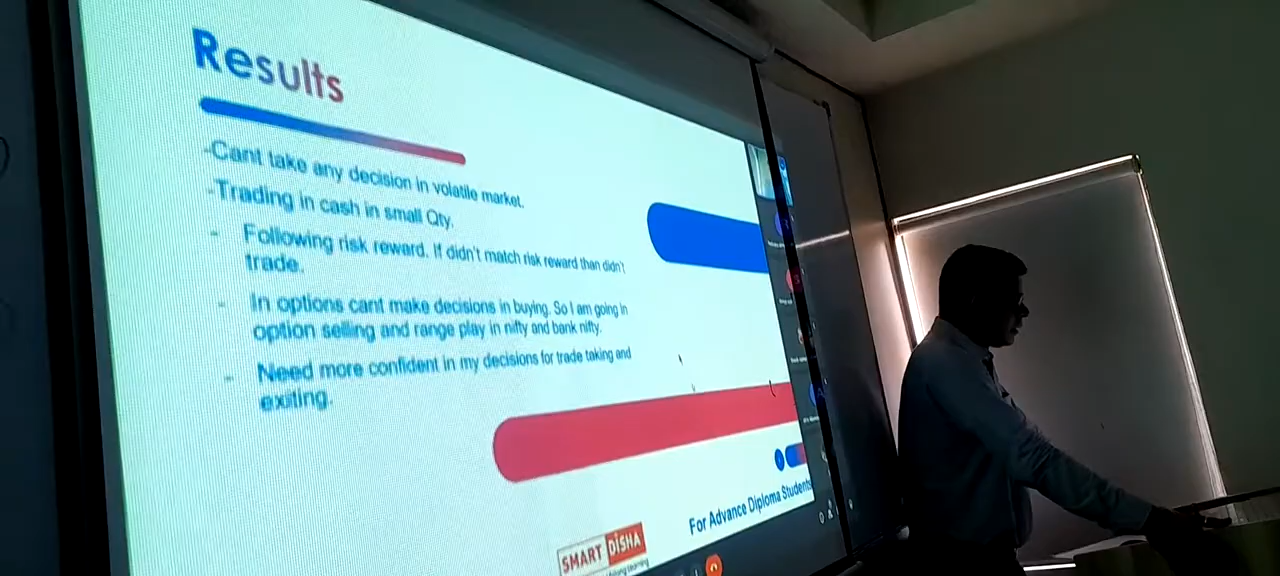 Results
-Cant take any decision in volatile market.
-Trading in cash in small Qty.
- Following risk reward. If didn't match risk reward than didn't
trade.
- In options cant make decisions in buying. So I am going in
option selling and range play in nifty and bank nifty.
- Need more confident in my decisions for trade taking and
exiting.
For Advance Diploma Students
SMART DISHA